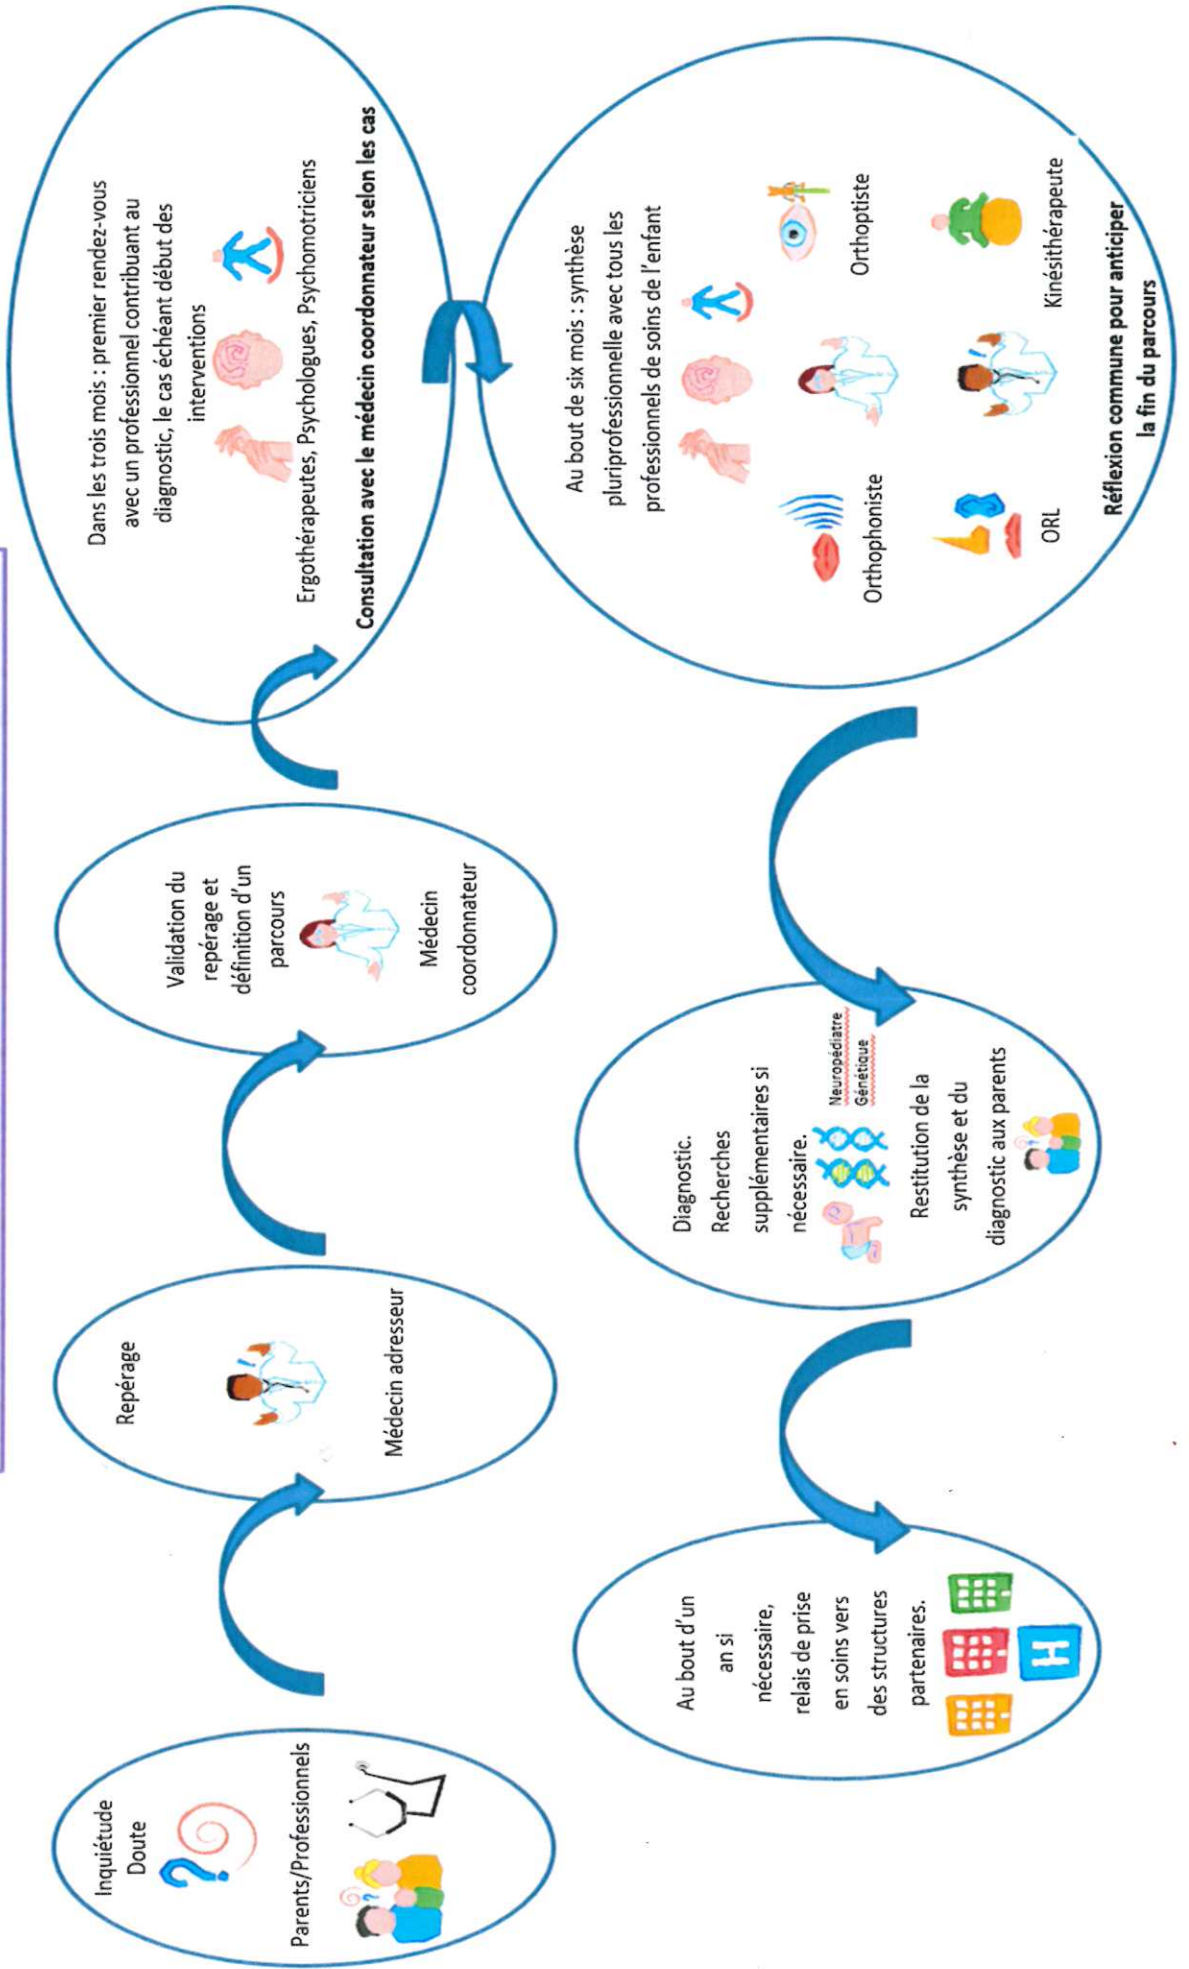 Inquiétude
Doute
Parents/Professionnels
Repérage
Médecin adresseur
Validation du
repérage et
définition d'un
parcours
Médecin
coordonnateur
Dans les trois mois : premier rendez-vous
avec un professionnel contribuant au
diagnostic, le cas échéant début des
interventions
Ergothérapeutes, Psychologues, Psychomotriciens
Consultation avec le médecin coordonnateur selon les cas
Au bout de six mois : synthèse
pluriprofessionnelle avec tous les
professionnels de soins de l'enfant
Orthophoniste
Orthoptiste
ORL
Kinésithérapeute
Réflexion commune pour anticiper
la fin du parcours
Diagnostic.
Recherches
supplémentaires si
nécessaire.
Neuropédiatre
Génétique
Restitution de la
synthèse et du
diagnostic aux parents
Au bout d'un
an si
nécessaire,
relais de prise
en soins vers
des structures
partenaires.
H